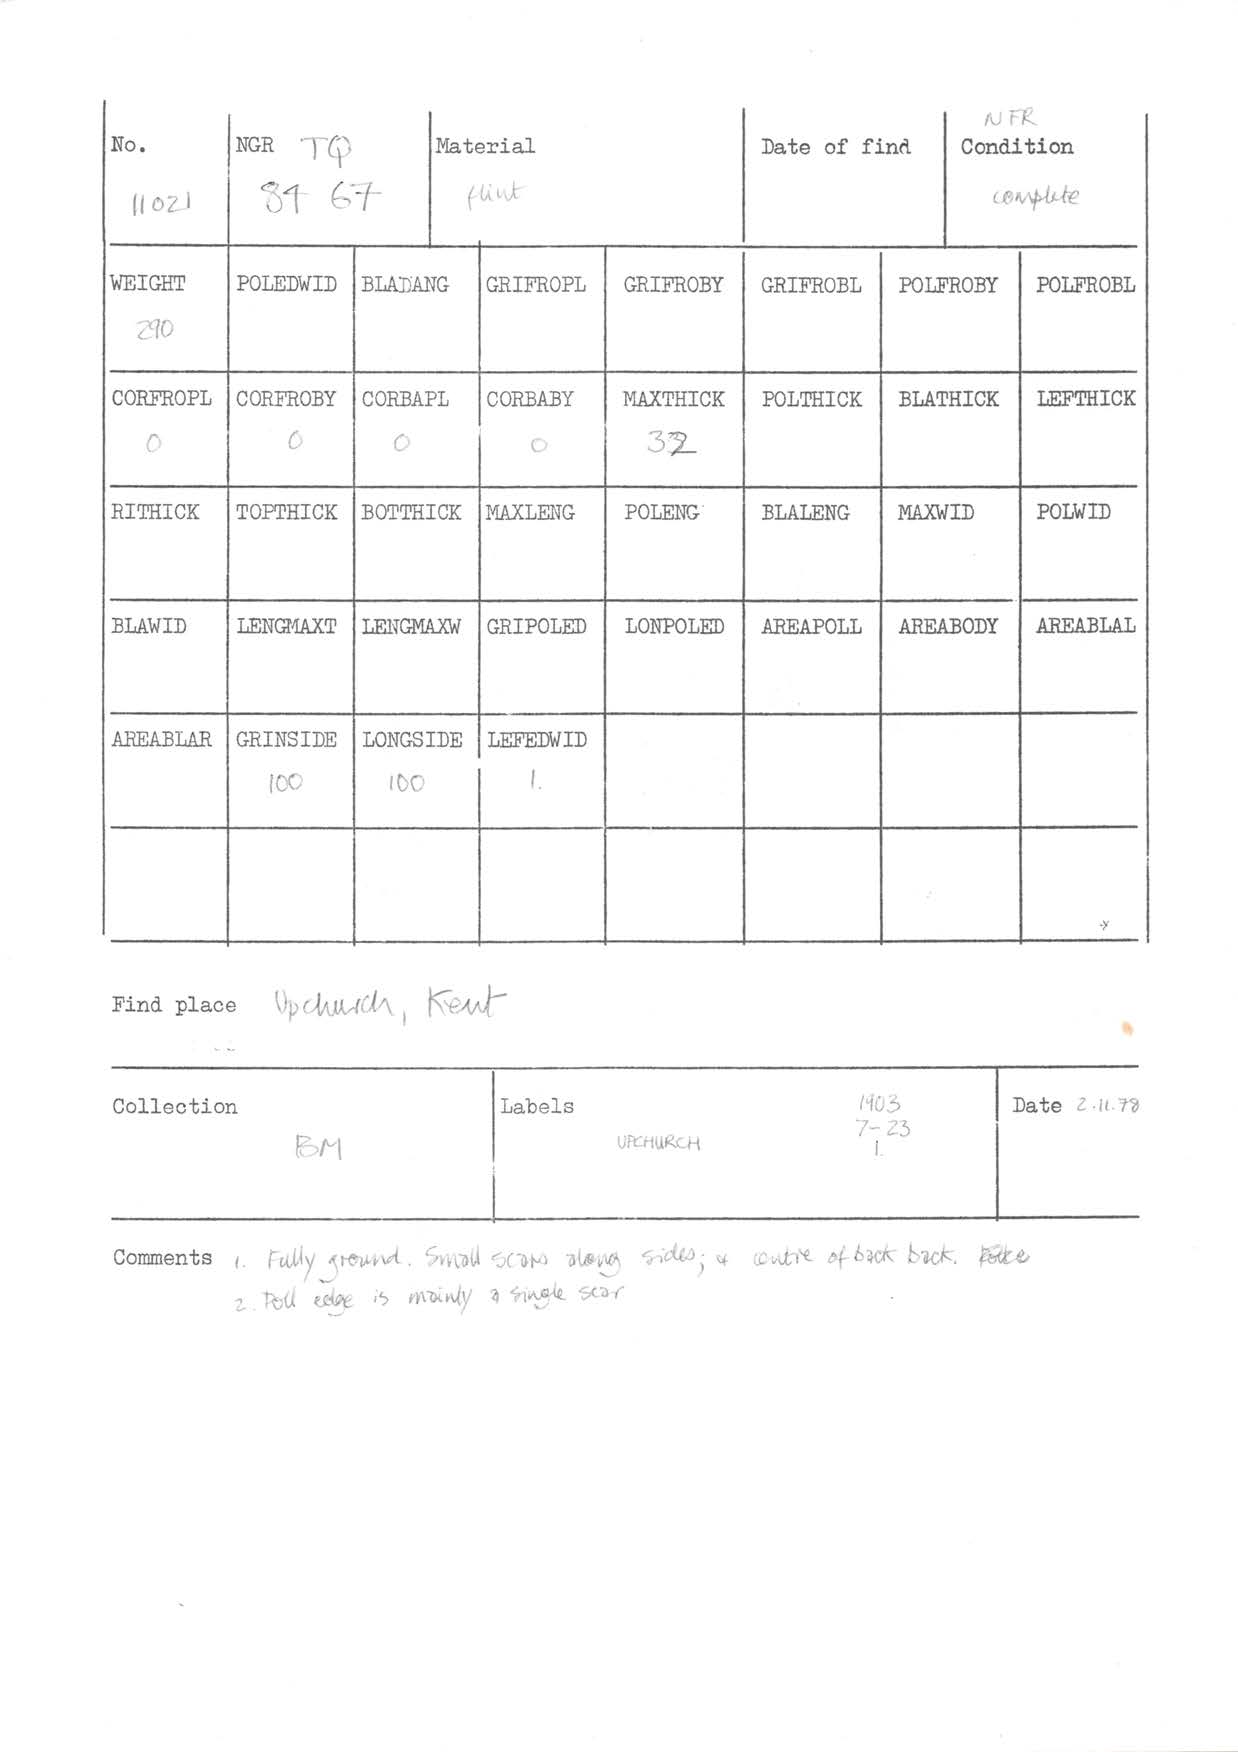 NFR
No. NGR TQ Material Date of find Condition
11021 84 67 flint complete
WEIGHT POLEDWID BLADANG GRIFROPL GRIFROBY GRIFROBL POLFROBY POLFROBL
290
CORFROPL CORFROBY CORBAPL CORBABY MAXTHICK POLTHICK BLATHICK LEFTHICK
0 0 0 0 32
RITHICK TOPTHICK BOTTHICK MAXLENG POLENG BLALENG MAXWID POLWID
BLAWID LENGMAXT LENGMAXW GRIPOLED LONPOLED AREAPOLL AREABODY AREABLAL
AREABLAR GRINSIDE LONGSIDE LEFEDWID
100 100 1.
Find place Upchurch, Kent
Collection Labels 1903 Date 2.11.78
7-23
BM UPCHURCH 1.
Comments 1. Fully ground. Small scars along sides; & centre of back back.
2. Poll edge is mainly a single scar